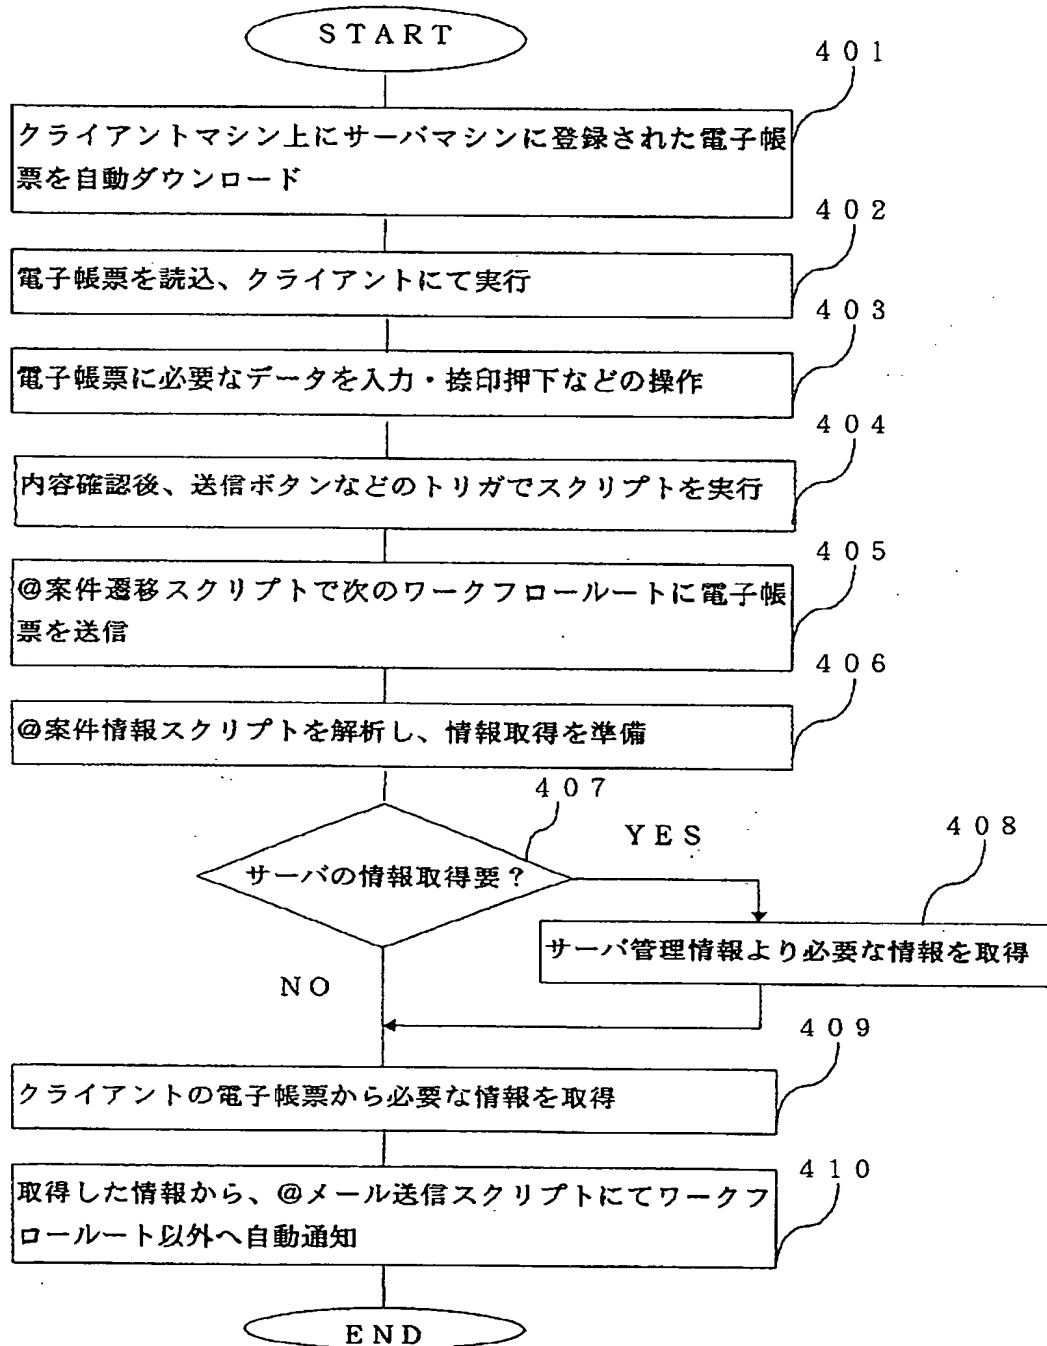 START
401
クライアントマシン上にサーバマシンに登録された電子帳
票を自動ダウンロード
402
電子帳票を読込、クライアントにて実行
403
電子帳票に必要なデータを入力・捺印押下などの操作
404
内容確認後、送信ボタンなどのトリガでスクリプトを実行
405
@案件遷移スクリプトで次のワークフロールートに電子帳
票を送信
406
@案件情報スクリプトを解析し、情報取得を準備
407
サーバの情報取得要？
YES
408
サーバ管理情報より必要な情報を取得
NO
409
クライアントの電子帳票から必要な情報を取得
410
取得した情報から、@メール送信スクリプトにてワークフ
ロールート以外へ自動通知
END